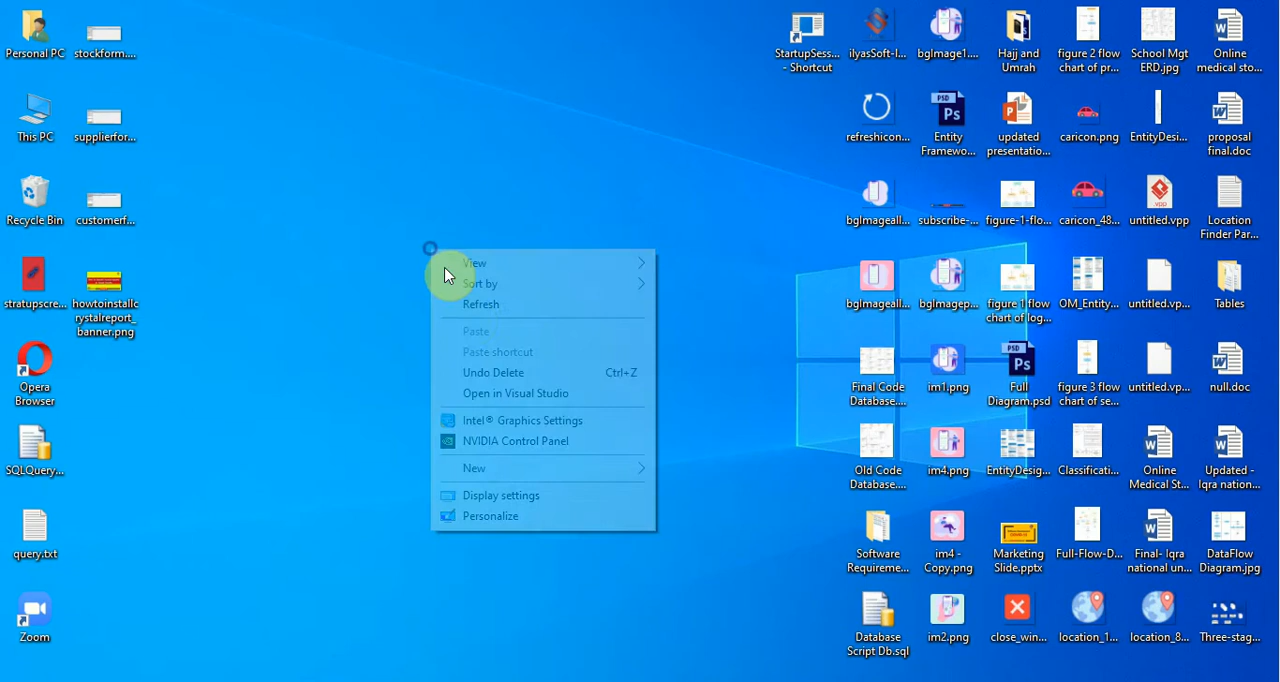 Personal PC
stockform....
This PC
supplierfor...
Recycle Bin
customerf...
stratupscre...
howtoinstallc
rystalreport_
banner.png
Opera
Browser
SQLQuery...
query.txt
Zoom
View
Sort by
Refresh
Paste
Paste shortcut
Undo Delete Ctrl+Z
Open in Visual Studio
Intel® Graphics Settings
NVIDIA Control Panel
New
Display settings
Personalize
StartupSess...
- Shortcut
ilyasSoft-I...
bgImage1....
Hajj and
Umrah
figure 2 flow
chart of pr...
School Mgt
ERD.jpg
Online
medical sto...
refreshicon...
PSD
Ps
Entity
Framewo...
updated
presentatio...
caricon.png
EntityDesi...
proposal
final.doc
bgImageall...
subscribe-...
figure-1-flo...
caricon_48...
.vpp
untitled.vpp
Location
Finder Par...
bgImageall...
bgImagep...
figure 1 flow
chart of log...
OM_Entity...
untitled.vp...
Tables
Final Code
Database....
im1.png
PSD
Ps
Full
Diagram.psd
figure 3 flow
chart of se...
untitled.vp...
null.doc
Old Code
Database....
im4.png
EntityDesig...
Classificati...
Online
Medical St...
Updated -
Iqra nation...
Software
Requireme...
im4 -
Copy.png
Marketing
Slide.pptx
Full-Flow-D...
Final- Iqra
national un...
DataFlow
Diagram.jpg
Database
Script Db.sql
im2.png
close_win...
location_1...
location_8...
Three-stag...